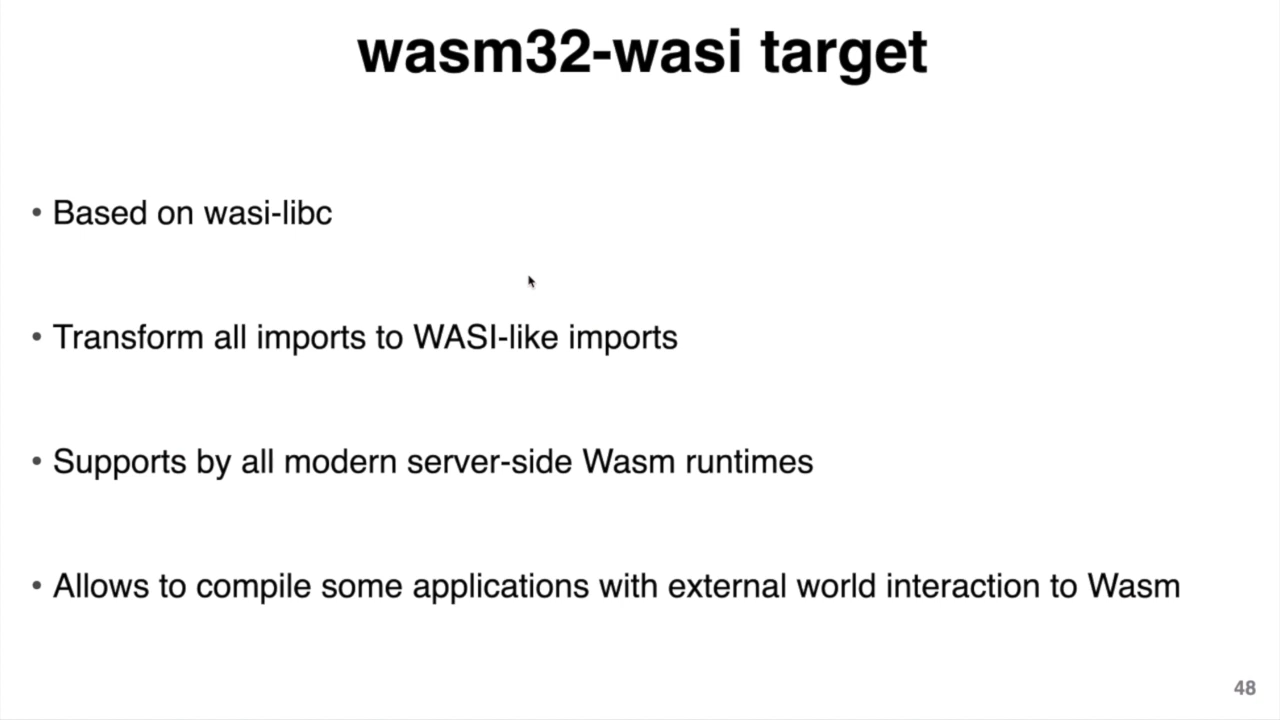 wasm32-wasi target
• Based on wasi-libc
• Transform all imports to WASI-like imports
• Supports by all modern server-side Wasm runtimes
• Allows to compile some applications with external world interaction to Wasm
48